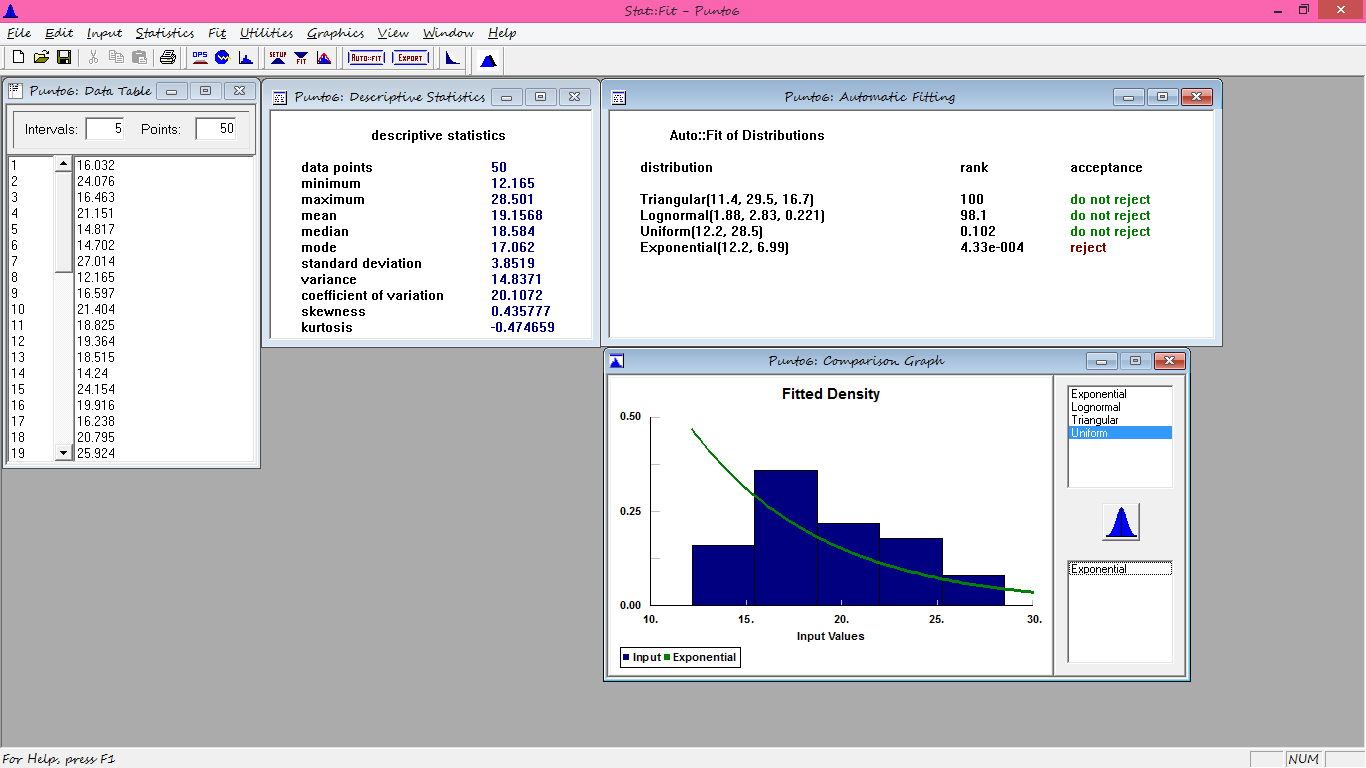 Stat::Fit - Punto6
File Edit Input Statistics Fit Utilities Graphics View Window Help
OPS SETUP FIT AUTO::FIT EXPORT
Punto6: Data Table
Intervals: 5 Points: 50
1 16.032
2 24.076
3 16.463
4 21.151
5 14.817
6 14.702
7 27.014
8 12.165
9 16.597
10 21.404
11 18.825
12 19.364
13 18.515
14 14.24
15 24.154
16 19.916
17 16.238
18 20.795
19 25.924
Punto6: Descriptive Statistics
descriptive statistics
data points 50
minimum 12.165
maximum 28.501
mean 19.1568
median 18.584
mode 17.062
standard deviation 3.8519
variance 14.8371
coefficient of variation 20.1072
skewness 0.435777
kurtosis -0.474659
Punto6: Automatic Fitting
Auto::Fit of Distributions
distribution rank acceptance
Triangular(11.4, 29.5, 16.7) 100 do not reject
Lognormal(1.88, 2.83, 0.221) 98.1 do not reject
Uniform(12.2, 28.5) 0.102 do not reject
Exponential(12.2, 6.99) 4.33e-004 reject
Punto6: Comparison Graph
Fitted Density
0.50
0.25
0.00
10. 15. 20. 25. 30.
Input Values
Input Exponential
Exponential
Lognormal
Triangular
Uniform
Exponential
For Help, press F1
NUM